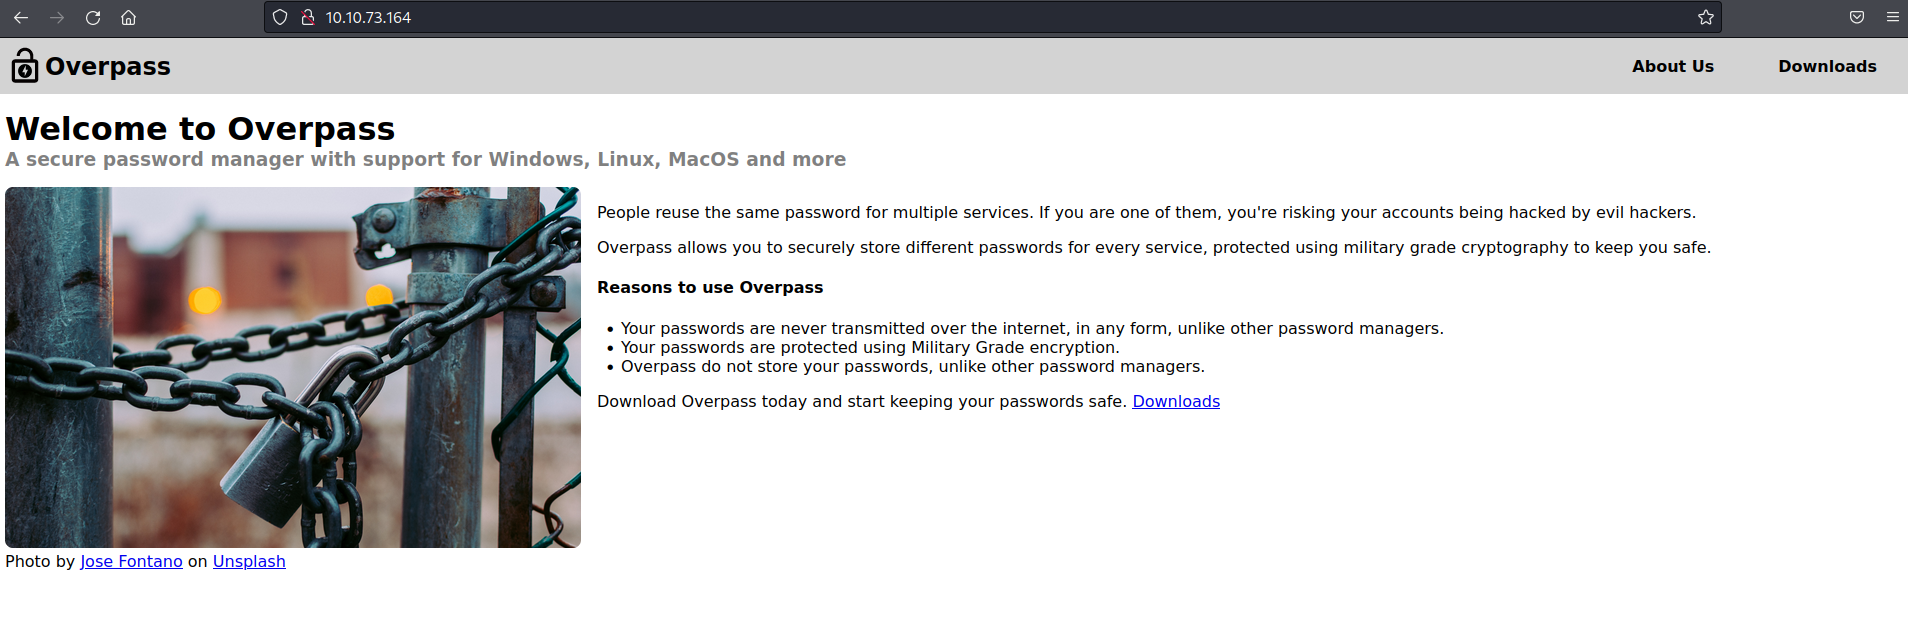 10.10.73.164
Overpass
About Us
Downloads
Welcome to Overpass
A secure password manager with support for Windows, Linux, MacOS and more
People reuse the same password for multiple services. If you are one of them, you're risking your accounts being hacked by evil hackers.
Overpass allows you to securely store different passwords for every service, protected using military grade cryptography to keep you safe.
Reasons to use Overpass
• Your passwords are never transmitted over the internet, in any form, unlike other password managers.
• Your passwords are protected using Military Grade encryption.
• Overpass do not store your passwords, unlike other password managers.
Download Overpass today and start keeping your passwords safe. Downloads
Photo by Jose Fontano on Unsplash